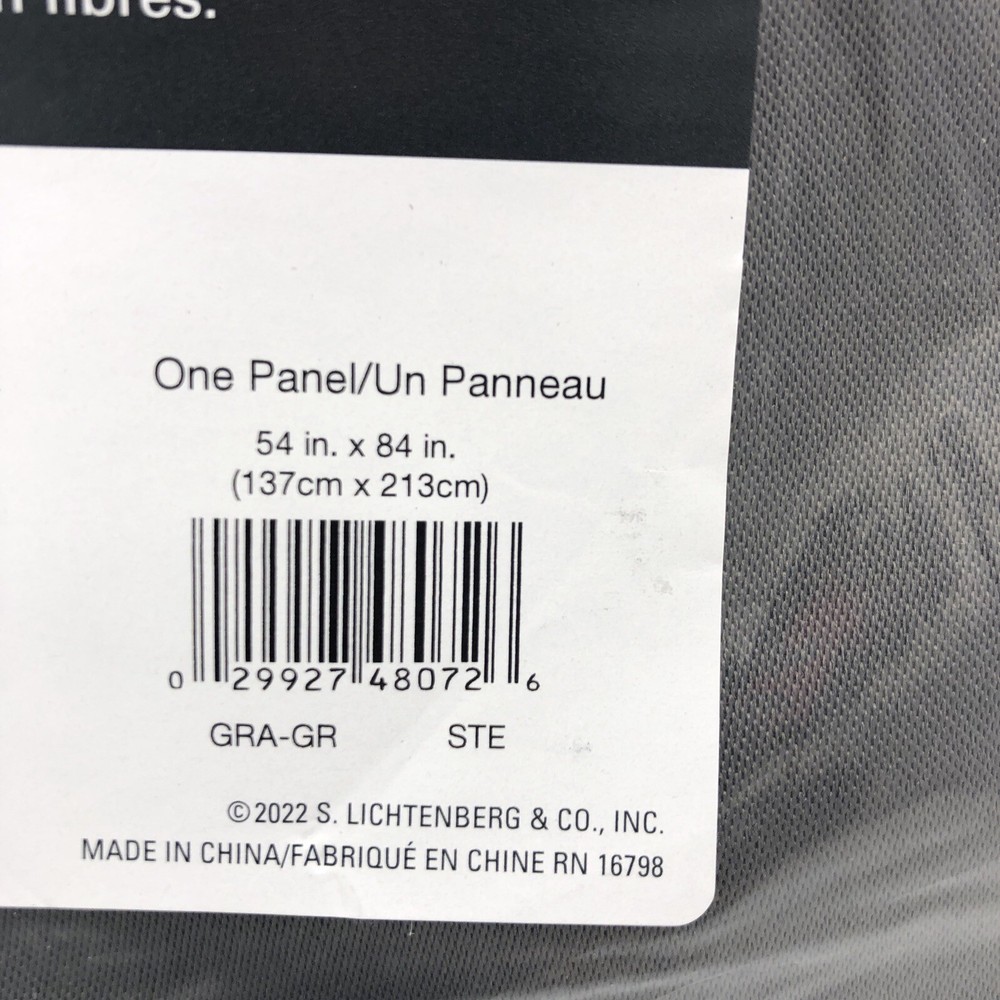 fibres.
One Panel/Un Panneau
54 in. x 84 in.
(137cm x 213cm)
0 29927 48072 6
GRA-GR STE
©2022 S. LICHTENBERG & CO., INC.
MADE IN CHINA/FABRIQUÉ EN CHINE RN 16798